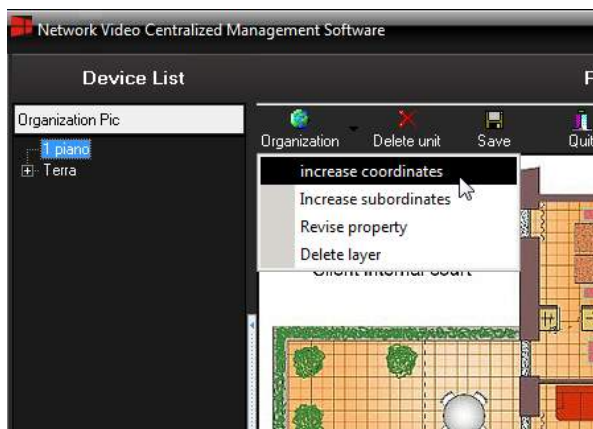 Network Video Centralized Management Software
Device List
Organization Pic
1 piano
Terra
Organization
Delete unit
Save
Quit
increase coordinates
Increase subordinates
Revise property
Delete layer
Client internal court